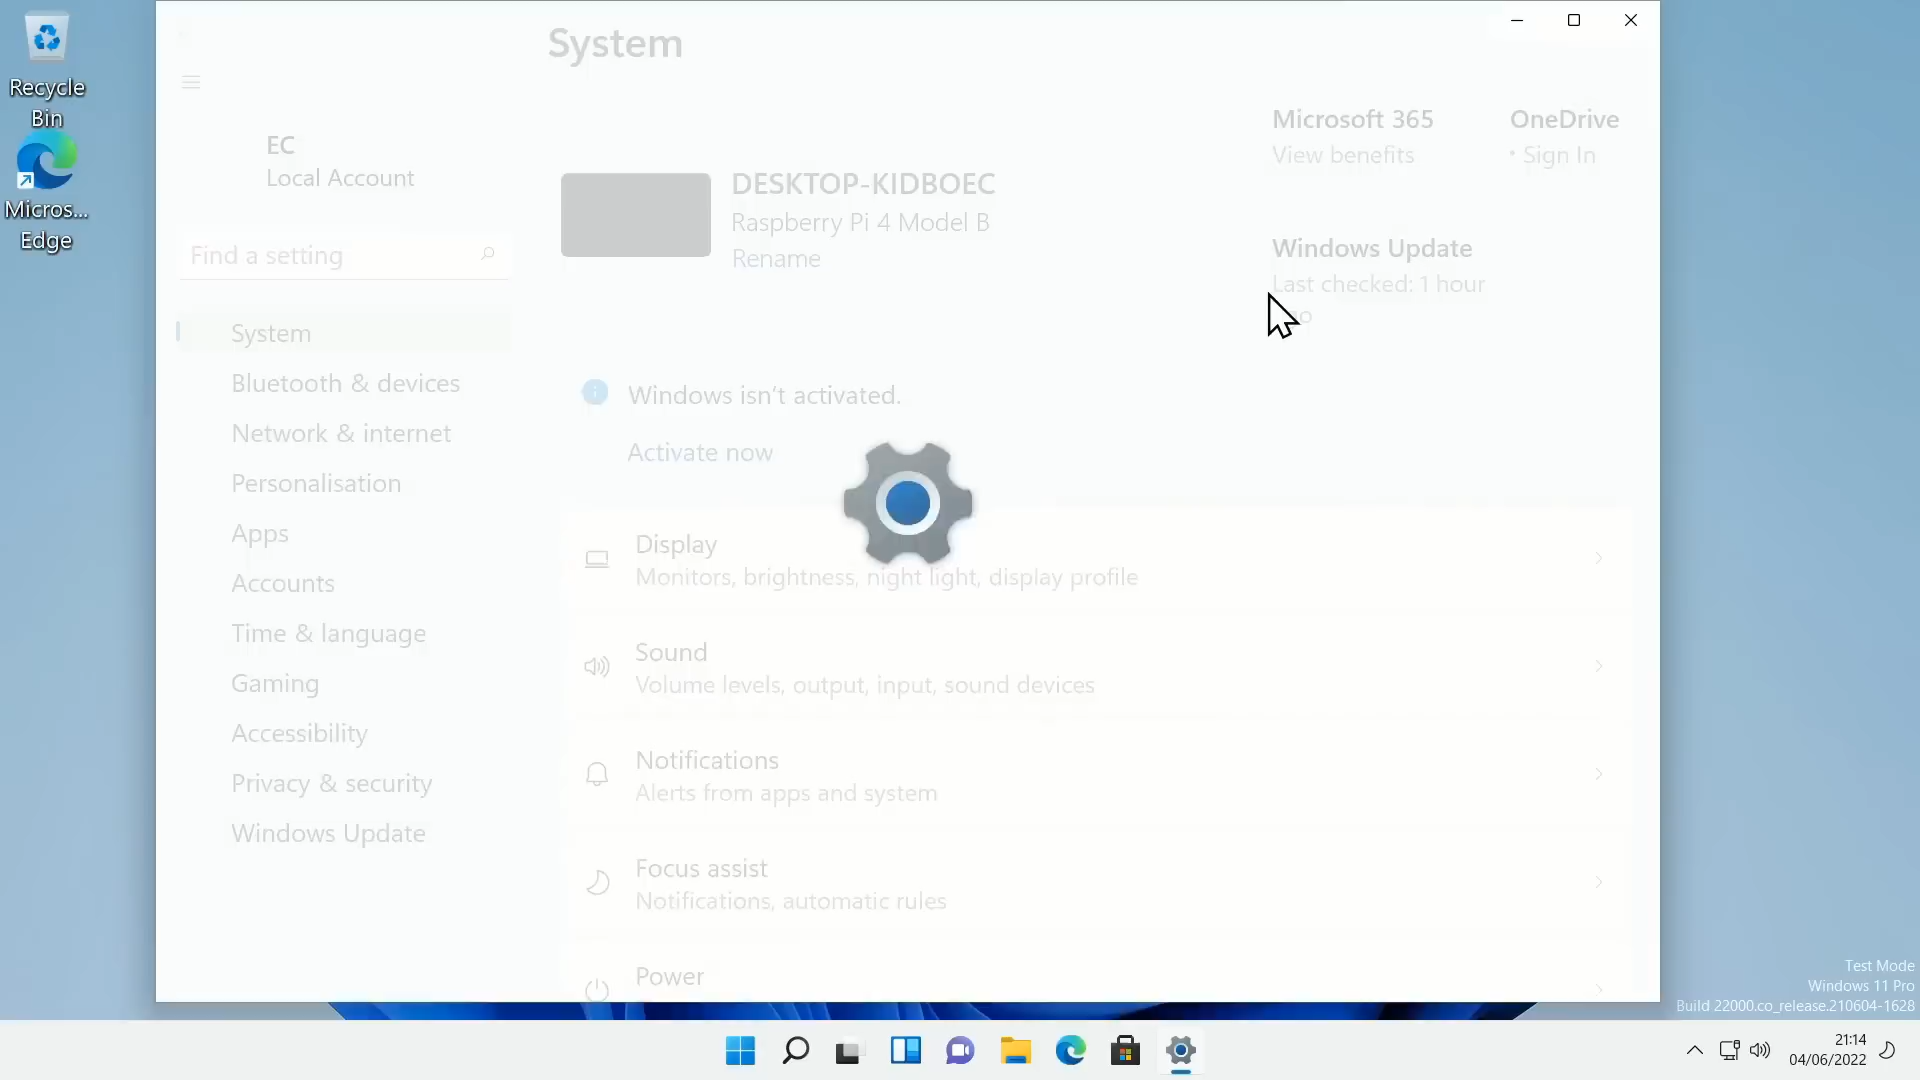 Recycle
Bin
Micros...
Edge
System
EC
Local Account
Find a setting
System
Bluetooth & devices
Network & internet
Personalisation
Apps
Accounts
Time & language
Gaming
Accessibility
Privacy & security
Windows Update
DESKTOP-KIDBOEC
Raspberry Pi 4 Model B
Rename
Microsoft 365
View benefits
OneDrive
• Sign In
Windows Update
Last checked: 1 hour
Windows isn't activated.
Activate now
Display
Monitors, brightness, night light, display profile
Sound
Volume levels, output, input, sound devices
Notifications
Alerts from apps and system
Focus assist
Notifications, automatic rules
Power
Test Mode
Windows 11 Pro
Build 22000.co_release.210604-1628
21:14
04/06/2022